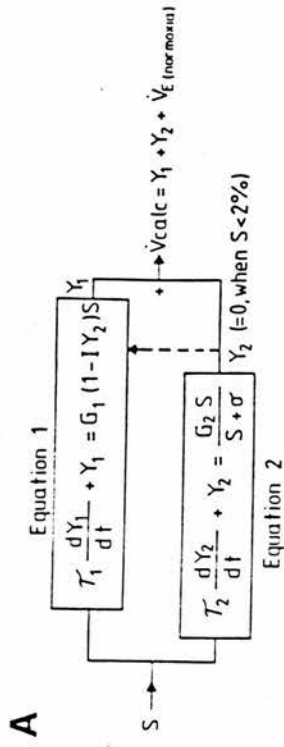 A
Equation 1
τ₁ dY₁/dt + Y₁ = G₁ (1-IY₂)S
Y₁
S
+
V̇calc = Y₁ + Y₂ + V̇E (normoxia)
τ₂ dY₂/dt + Y₂ = G₂ S/(S + σ)
Y₂ (=0, when S<2%)
Equation 2